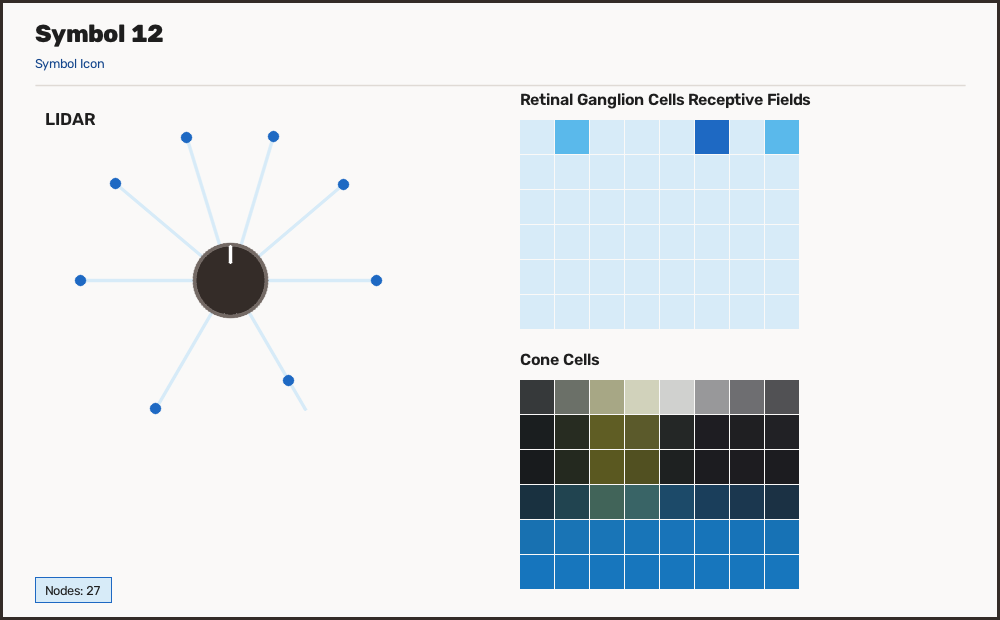 Symbol 12
Symbol Icon
LIDAR
Retinal Ganglion Cells Receptive Fields
Cone Cells
Nodes: 27